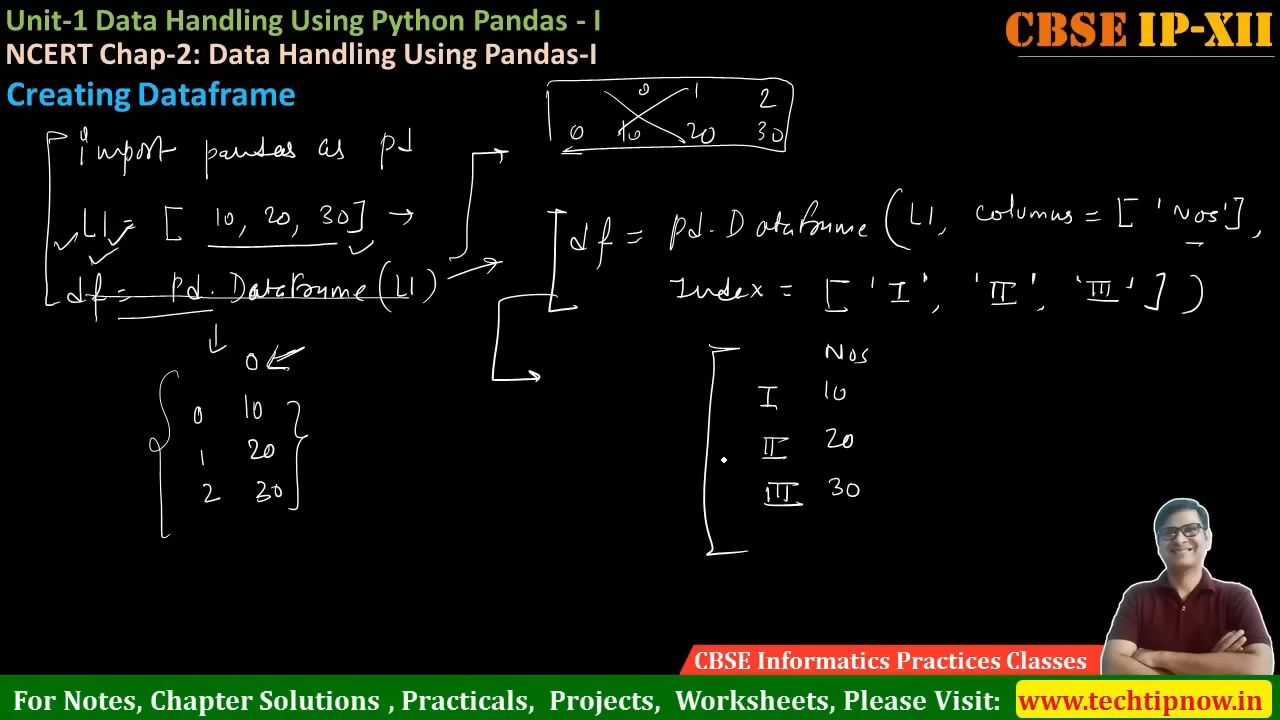 Unit-1 Data Handling Using Python Pandas - I
CBSE IP-XII
NCERT Chap-2: Data Handling Using Pandas-I
Creating Dataframe
0 1 2
0 10 20 30
import pandas as pd
L1 = [ 10, 20, 30]
df = pd.DataFrame(L1)
df = pd.DataFrame(L1, columns = ['Nos'],
Index = ['I', 'II', 'III'])
0
0 10
1 20
2 30
Nos
I 10
II 20
III 30
CBSE Informatics Practices Classes
For Notes, Chapter Solutions , Practicals, Projects, Worksheets, Please Visit: www.techtipnow.in